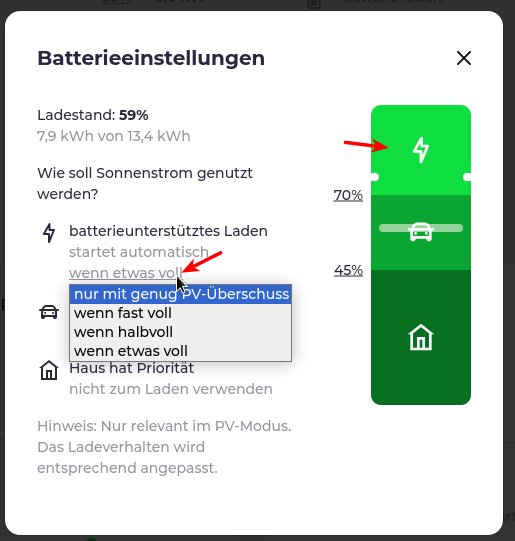 Batterieeinstellungen
Ladestand: 59%
7,9 kWh von 13,4 kWh
Wie soll Sonnenstrom genutzt
werden?
batterieunterstütztes Laden
startet automatisch
wenn etwas voll
nur mit genug PV-Überschuss
wenn fast voll
wenn halbvoll
wenn etwas voll
Haus hat Priorität
nicht zum Laden verwenden
Hinweis: Nur relevant im PV-Modus.
Das Ladeverhalten wird
entsprechend angepasst.
70%
45%